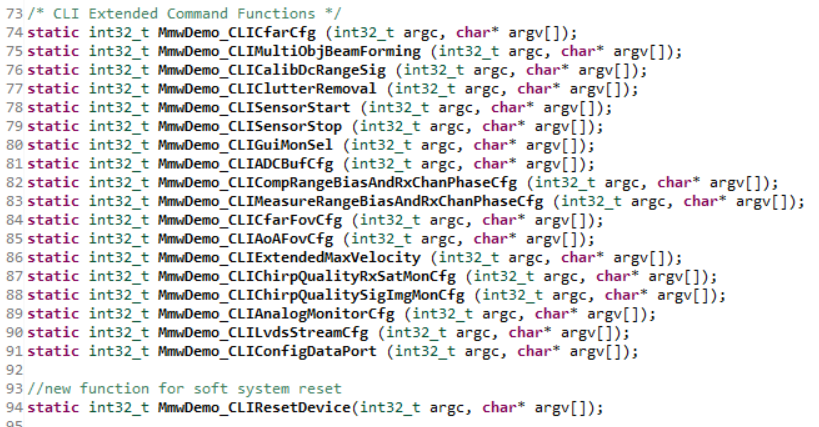 73 /* CLI Extended Command Functions */
74 static int32_t MmwDemo_CLICfarCfg (int32_t argc, char* argv[]);
75 static int32_t MmwDemo_CLIMultiObjBeamForming (int32_t argc, char* argv[]);
76 static int32_t MmwDemo_CLICalibDcRangeSig (int32_t argc, char* argv[]);
77 static int32_t MmwDemo_CLIClutterRemoval (int32_t argc, char* argv[]);
78 static int32_t MmwDemo_CLISensorStart (int32_t argc, char* argv[]);
79 static int32_t MmwDemo_CLISensorStop (int32_t argc, char* argv[]);
80 static int32_t MmwDemo_CLIGuiMonSel (int32_t argc, char* argv[]);
81 static int32_t MmwDemo_CLIADCBufCfg (int32_t argc, char* argv[]);
82 static int32_t MmwDemo_CLICompRangeBiasAndRxChanPhaseCfg (int32_t argc, char* argv[]);
83 static int32_t MmwDemo_CLIMeasureRangeBiasAndRxChanPhaseCfg (int32_t argc, char* argv[]);
84 static int32_t MmwDemo_CLICfarFovCfg (int32_t argc, char* argv[]);
85 static int32_t MmwDemo_CLIAoAFovCfg (int32_t argc, char* argv[]);
86 static int32_t MmwDemo_CLIExtendedMaxVelocity (int32_t argc, char* argv[]);
87 static int32_t MmwDemo_CLIChirpQualityRxSatMonCfg (int32_t argc, char* argv[]);
88 static int32_t MmwDemo_CLIChirpQualitySigImgMonCfg (int32_t argc, char* argv[]);
89 static int32_t MmwDemo_CLIAnalogMonitorCfg (int32_t argc, char* argv[]);
90 static int32_t MmwDemo_CLILvdsStreamCfg (int32_t argc, char* argv[]);
91 static int32_t MmwDemo_CLIConfigDataPort (int32_t argc, char* argv[]);
92
93 //new function for soft system reset
94 static int32_t MmwDemo_CLIResetDevice(int32_t argc, char* argv[]);
95